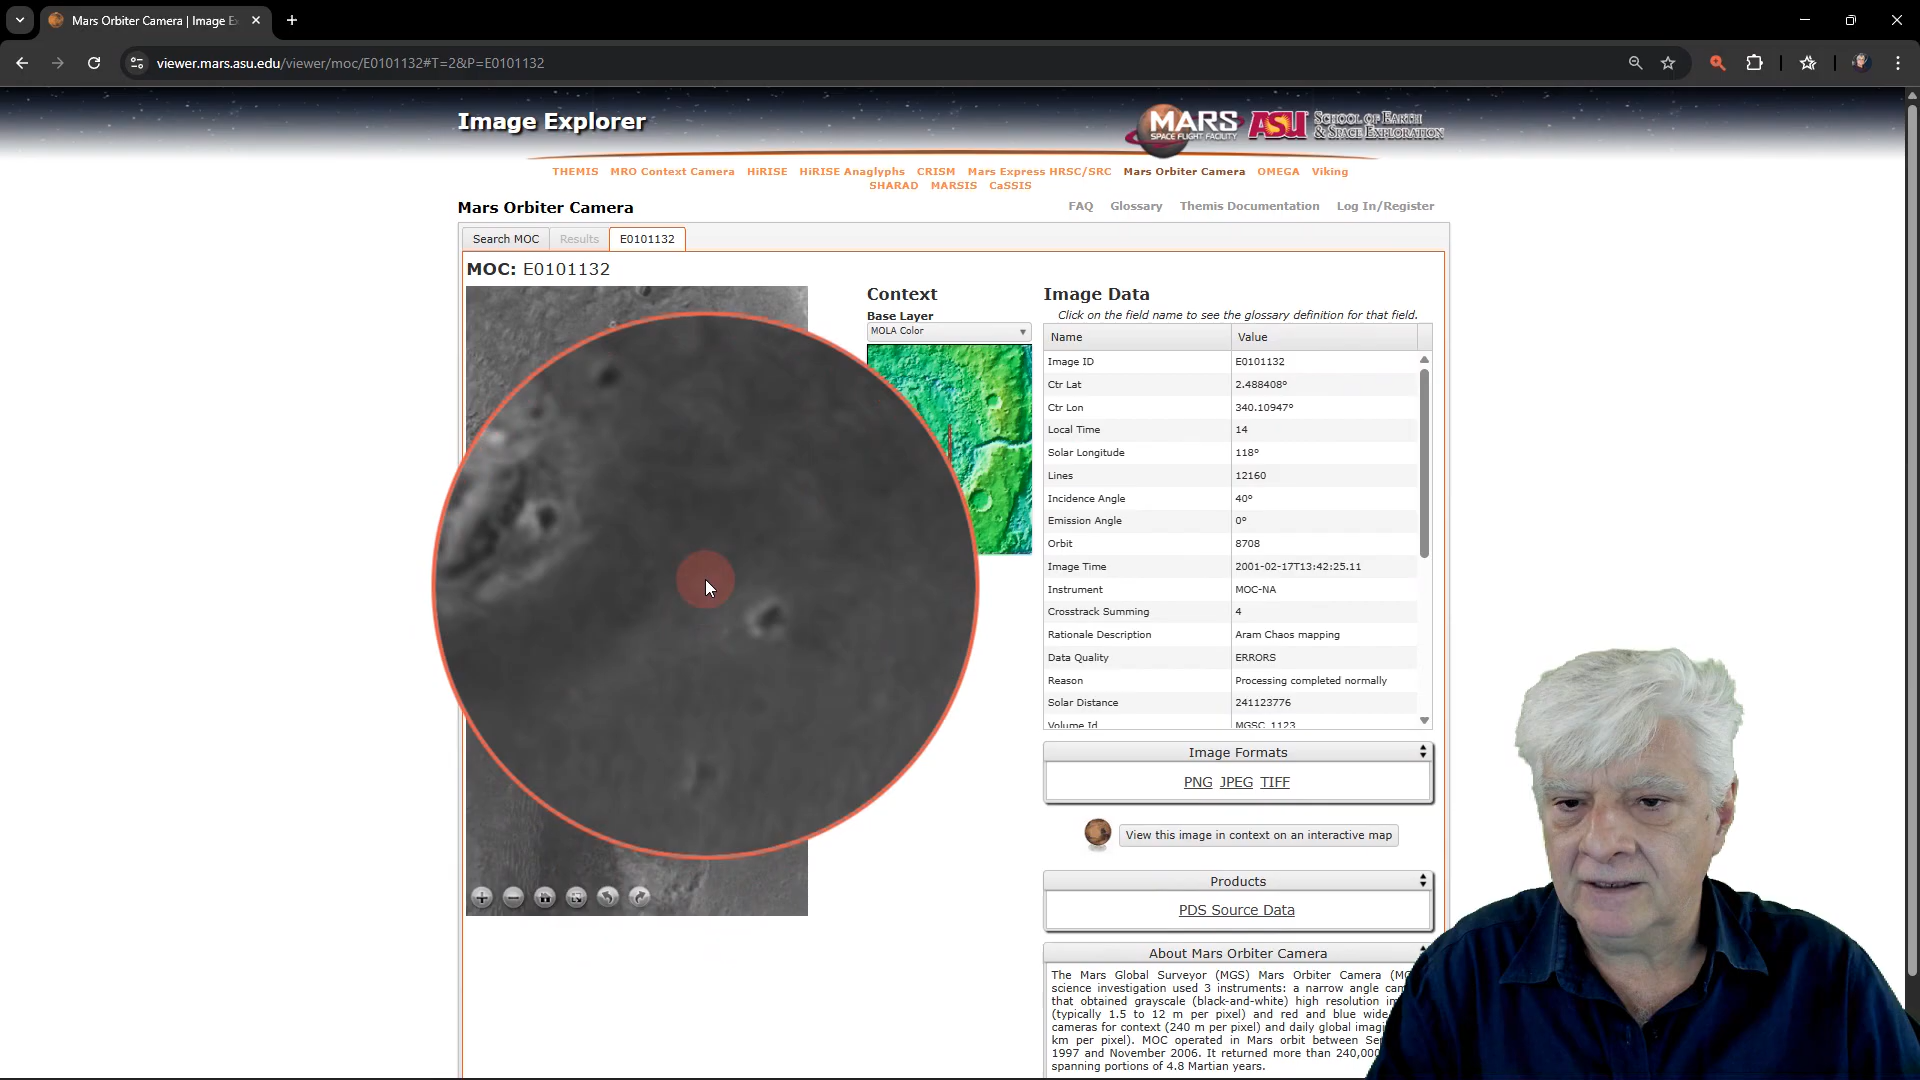 Mars Orbiter Camera | Image E
viewer.mars.asu.edu/viewer/moc/E0101132#T=2&P=E0101132
Image Explorer
MARS
SPACE FLIGHT FACILITY
ASU
SCHOOL OF EARTH
& SPACE EXPLORATION
THEMIS MRO Context Camera HiRISE HiRISE Anaglyphs CRISM Mars Express HRSC/SRC Mars Orbiter Camera OMEGA Viking
SHARAD MARSIS CaSSIS
Mars Orbiter Camera
FAQ Glossary Themis Documentation Log In/Register
Search MOC Results E0101132
MOC: E0101132
Context
Base Layer
MOLA Color
Image Data
Click on the field name to see the glossary definition for that field.
Name Value
Image ID E0101132
Ctr Lat 2.488408°
Ctr Lon 340.10947°
Local Time 14
Solar Longitude 118°
Lines 12160
Incidence Angle 40°
Emission Angle 0°
Orbit 8708
Image Time 2001-02-17T13:42:25.11
Instrument MOC-NA
Crosstrack Summing 4
Rationale Description Aram Chaos mapping
Data Quality ERRORS
Reason Processing completed normally
Solar Distance 241123776
Volume Id MGSC_1123
Image Formats
PNG JPEG TIFF
View this image in context on an interactive map
Products
PDS Source Data
About Mars Orbiter Camera
The Mars Global Surveyor (MGS) Mars Orbiter Camera (MO
science investigation used 3 instruments: a narrow angle ca
that obtained grayscale (black-and-white) high resolution
(typically 1.5 to 12 m per pixel) and red and blue wide
cameras for context (240 m per pixel) and daily global imagi
km per pixel). MOC operated in Mars orbit between Se
1997 and November 2006. It returned more than 240,000
spanning portions of 4.8 Martian years.